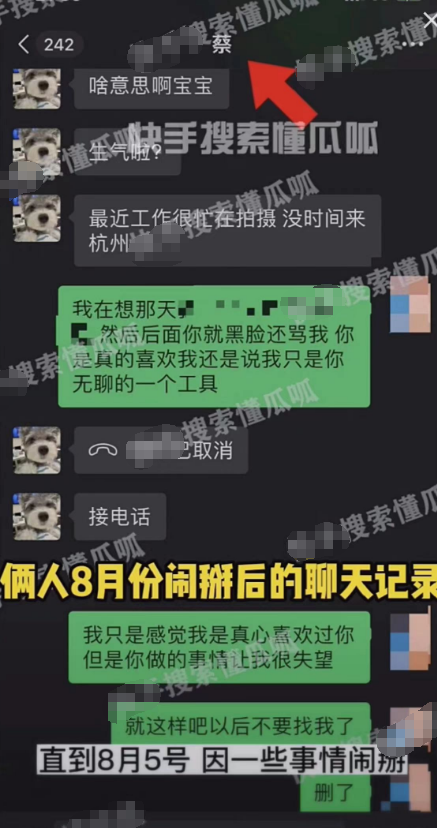 242
蔡
啥意思啊宝宝
生气啦?
快手搜索懂瓜呱
最近工作很忙在拍摄 没时间来
杭州
我在想那天,
然后后面你就黑脸还骂我 你
是真的喜欢我还是说我只是你
无聊的一个工具
已取消
接电话
俩人8月份闹掰后的聊天记录
我只是感觉我是真心喜欢过你
但是你做的事情让我很失望
就这样吧以后不要找我了
直到8月5号 因一些事情闹掰
删了